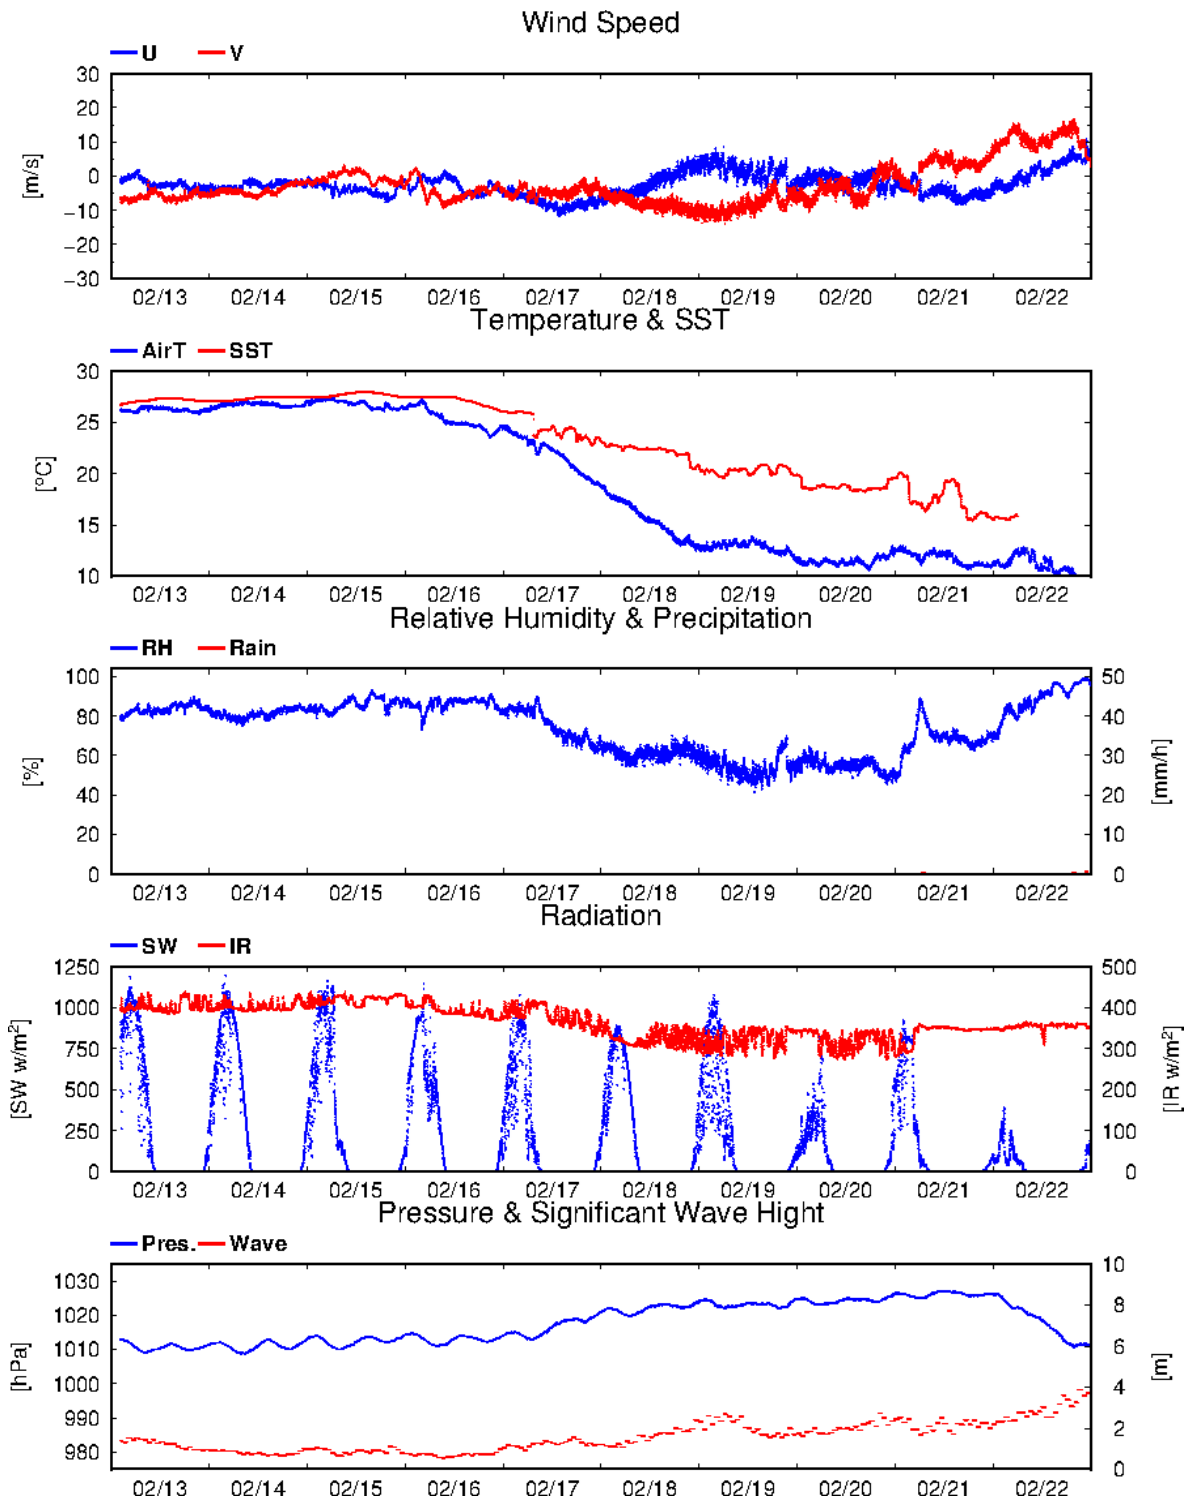 Wind Speed
U V
[m/s]
30
20
10
0
−10
−20
−30
02/13 02/14 02/15 02/16 02/17 02/18 02/19 02/20 02/21 02/22
Temperature & SST
AirT SST
[°C]
30
25
20
15
10
02/13 02/14 02/15 02/16 02/17 02/18 02/19 02/20 02/21 02/22
Relative Humidity & Precipitation
RH Rain
[%]
[mm/h]
100 50
80 40
60 30
40 20
20 10
0 0
02/13 02/14 02/15 02/16 02/17 02/18 02/19 02/20 02/21 02/22
Radiation
SW IR
[SW w/m²]
[IR w/m²]
1250 500
1000 400
750 300
500 200
250 100
0 0
02/13 02/14 02/15 02/16 02/17 02/18 02/19 02/20 02/21 02/22
Pressure & Significant Wave Hight
Pres. Wave
[hPa]
[m]
1030
1020
1010
1000
990
980
10
8
6
4
2
0
02/13 02/14 02/15 02/16 02/17 02/18 02/19 02/20 02/21 02/22